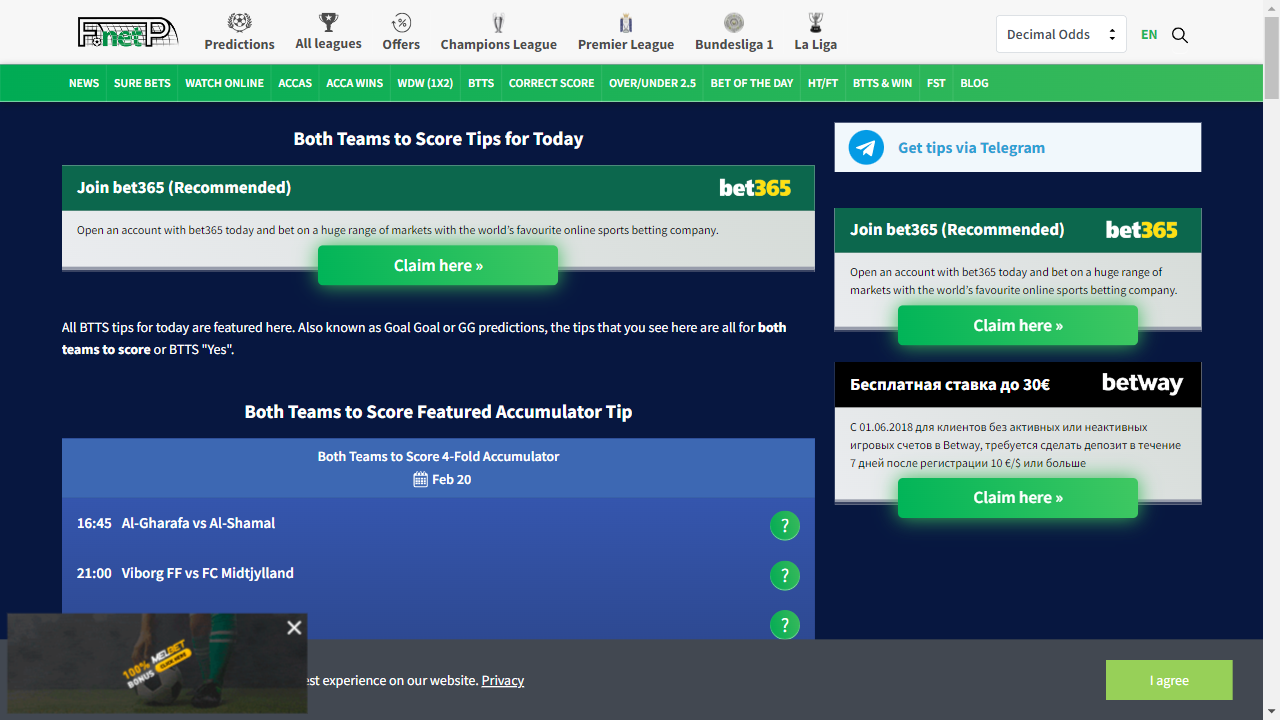 FnetP
Predictions
All leagues
Offers
Champions League
Premier League
Bundesliga 1
La Liga
Decimal Odds
EN
NEWS
SURE BETS
WATCH ONLINE
ACCAS
ACCA WINS
WDW (1X2)
BTTS
CORRECT SCORE
OVER/UNDER 2.5
BET OF THE DAY
HT/FT
BTTS & WIN
FST
BLOG
Both Teams to Score Tips for Today
Join bet365 (Recommended)
bet365
Open an account with bet365 today and bet on a huge range of markets with the world's favourite online sports betting company.
Claim here »
All BTTS tips for today are featured here. Also known as Goal Goal or GG predictions, the tips that you see here are all for both
teams to score or BTTS "Yes".
Both Teams to Score Featured Accumulator Tip
Both Teams to Score 4-Fold Accumulator
Feb 20
16:45 Al-Gharafa vs Al-Shamal
?
21:00 Viborg FF vs FC Midtjylland
?
?
Get tips via Telegram
Join bet365 (Recommended)
bet365
Open an account with bet365 today and bet on a huge range of
markets with the world's favourite online sports betting company.
Claim here »
Бесплатная ставка до 30€
betway
С 01.06.2018 для клиентов без активных или неактивных
игровых счетов в Betway, требуется сделать депозит в течение
7 дней после регистрации 10 €/$ или больше
Claim here »
100% MELBET
BONUS CLICK HERE
experience on our website. Privacy
I agree